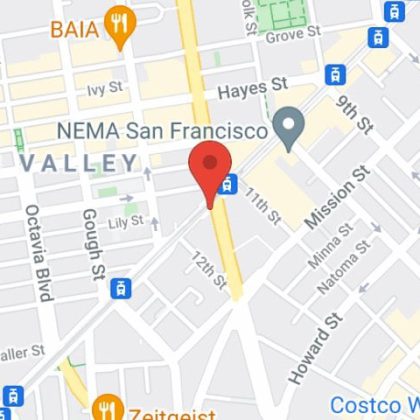 BAIA
Polk St
Grove St
Ivy St
Hayes St
9th St
NEMA San Francisco
VALLEY
Mission St
11th St
Octavia Blvd
Gough St
Lily St
Minna St
Natoma St
12th St
Howard St
aller St
Costco W
Zeitgeist